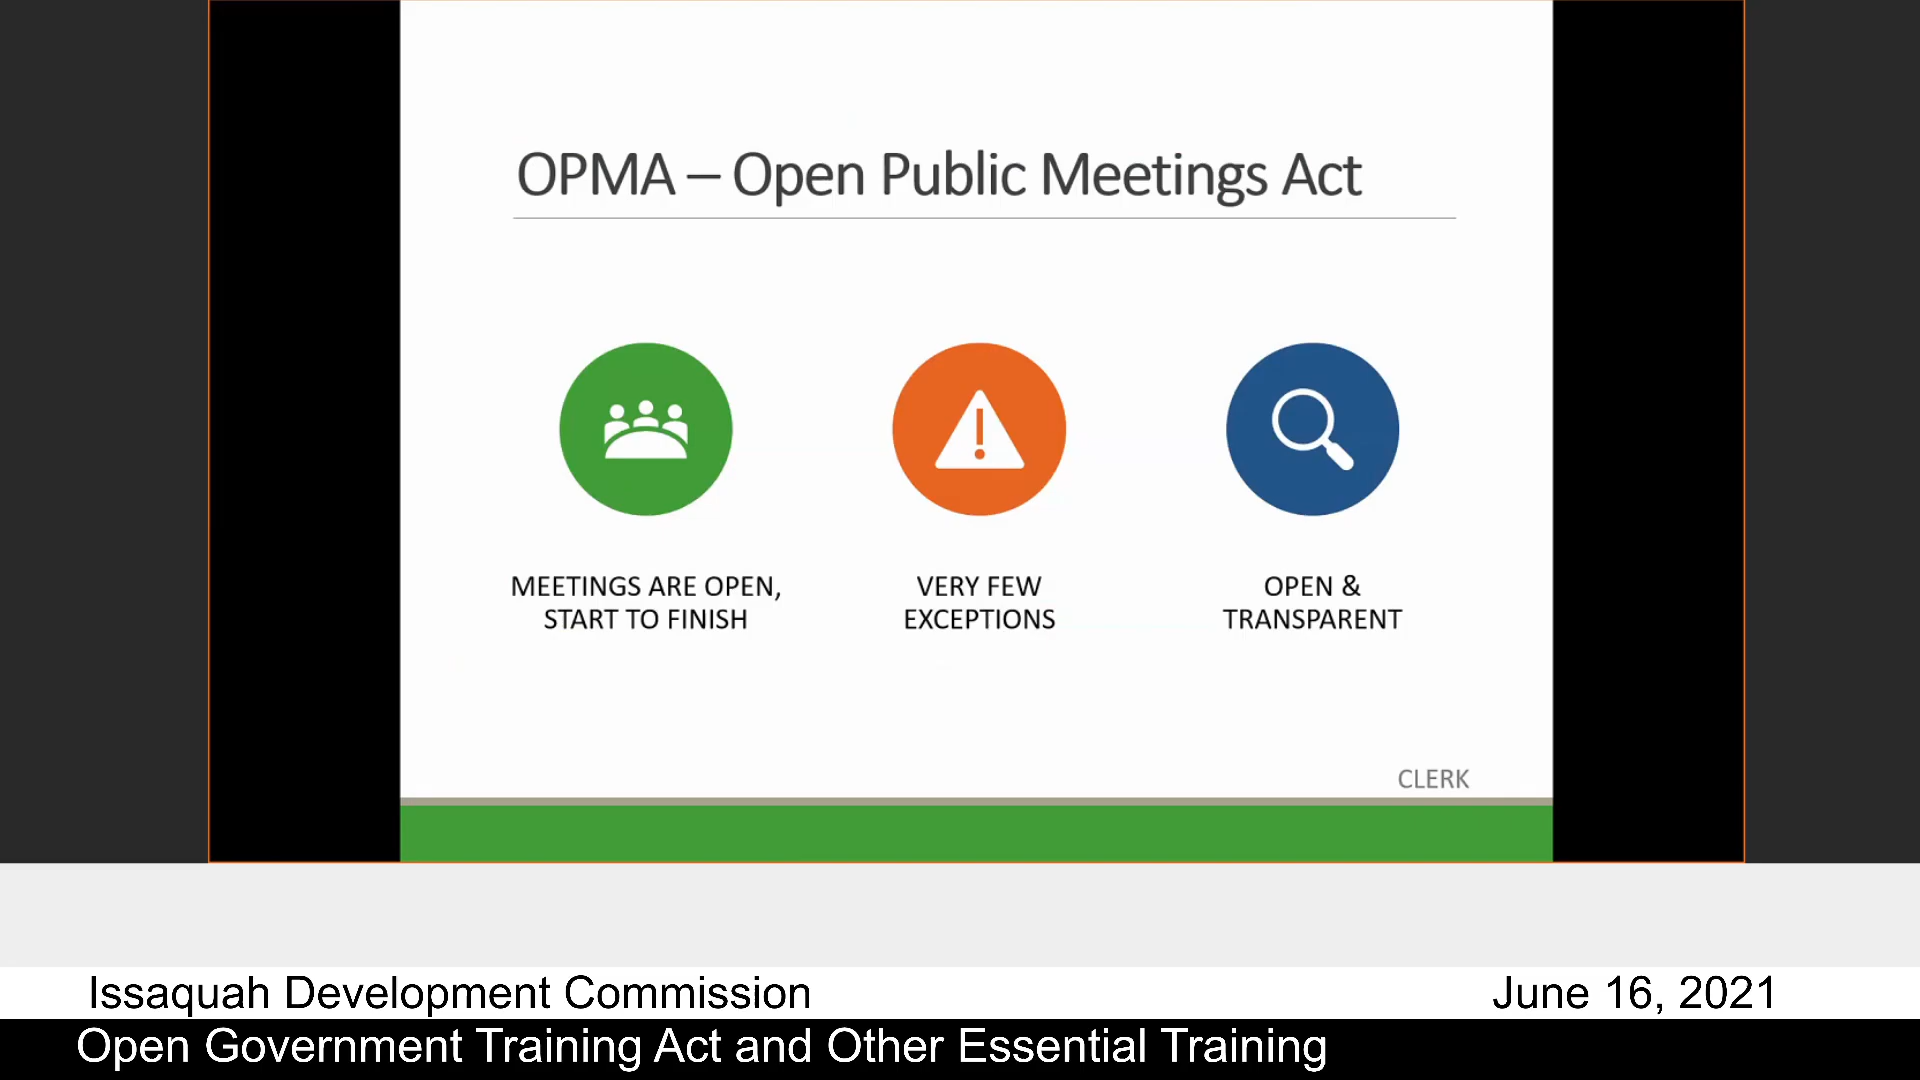 OPMA – Open Public Meetings Act
MEETINGS ARE OPEN,
START TO FINISH
VERY FEW
EXCEPTIONS
OPEN &
TRANSPARENT
CLERK
Issaquah Development Commission
June 16, 2021
Open Government Training Act and Other Essential Training